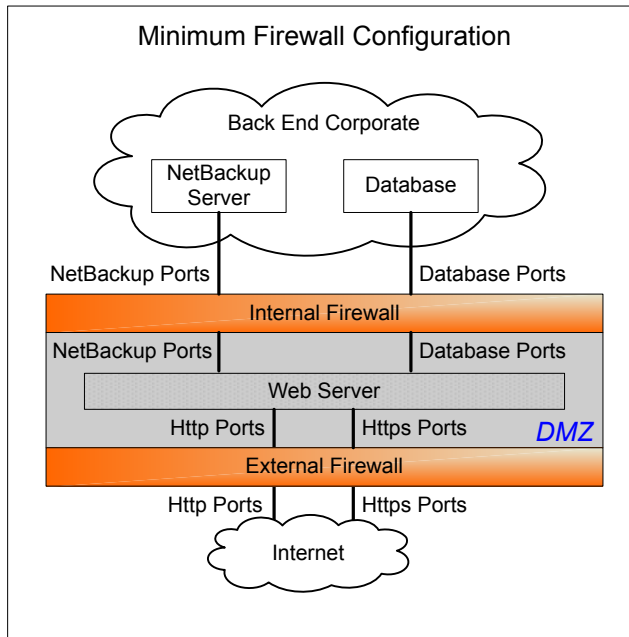 Minimum Firewall Configuration
Back End Corporate
NetBackup
Server
Database
NetBackup Ports
Database Ports
Internal Firewall
NetBackup Ports
Database Ports
Web Server
Http Ports
Https Ports
DMZ
External Firewall
Http Ports
Https Ports
Internet